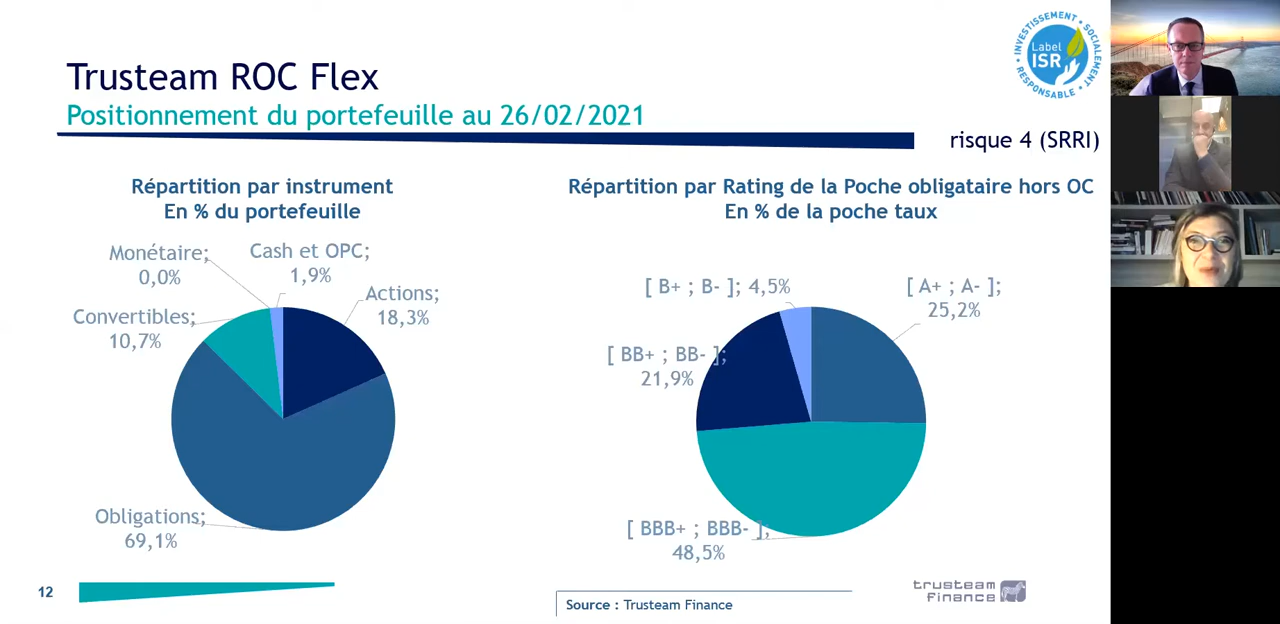 Trusteam ROC Flex
Positionnement du portefeuille au 26/02/2021
INVESTISSEMENT SOCIALEMENT RESPONSABLE
Label
ISR
risque 4 (SRRI)
Répartition par instrument
En % du portefeuille
Monétaire;
0,0%
Cash et OPC;
1,9%
Actions;
18,3%
Convertibles;
10,7%
Obligations;
69,1%
Répartition par Rating de la Poche obligataire hors OC
En % de la poche taux
[ B+ ; B- ]; 4,5%
[ A+ ; A- ];
25,2%
[ BB+ ; BB- ];
21,9%
[ BBB+ ; BBB- ];
48,5%
12
Source : Trusteam Finance
trusteam
finance